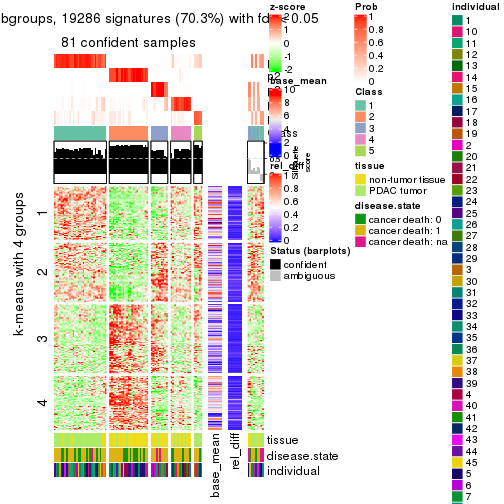 bgroups, 19286 signatures (70.3%) with fd 0.05
81 confident samples
k-means with 4 groups
1
2
3
4
base_mean
rel_diff
tissue
disease.state
individual
z-score
2
1
0
-1
-2
base_mean
10
8
6
4
2
0
rel_diff
1
0.8
0.6
0.4
0.2
0
Silhouette
score
Status (barplots)
confident
ambiguous
Prob
1
0.8
0.6
0.4
0.2
0
Class
1
2
3
4
5
tissue
non-tumor tissue
PDAC tumor
disease.state
cancer death: 0
cancer death: 1
cancer death: na
individual
1
10
11
12
13
14
15
16
17
18
19
2
20
21
22
23
24
25
26
27
28
29
3
30
31
32
33
34
35
36
37
38
39
4
40
41
42
43
44
45
5
6
7